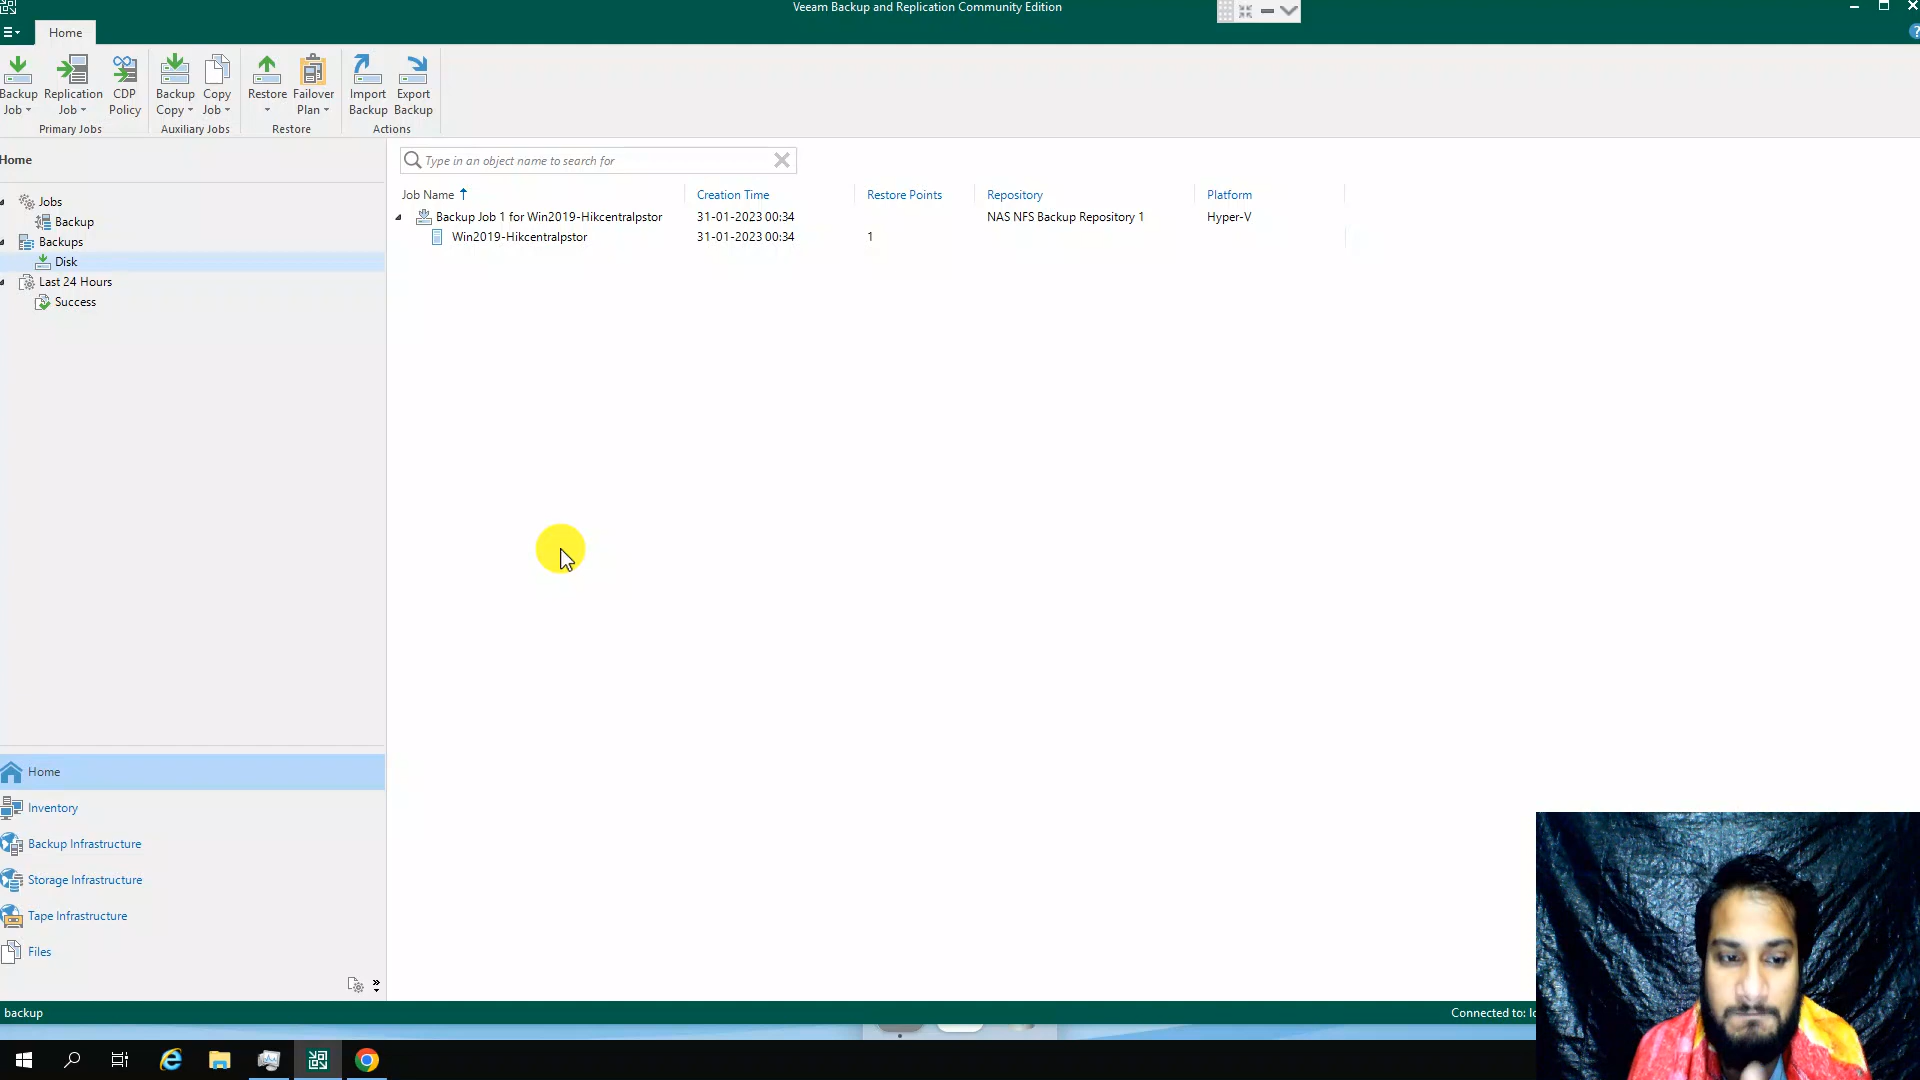 Veeam Backup and Replication Community Edition
Home
Backup Job
Replication Job
CDP Policy
Backup Copy
Copy Job
Restore
Failover Plan
Import Backup
Export Backup
Primary Jobs
Auxiliary Jobs
Restore
Actions
Home
Jobs
Backup
Backups
Disk
Last 24 Hours
Success
Type in an object name to search for
Job Name Creation Time Restore Points Repository Platform
Backup Job 1 for Win2019-Hikcentralpstor 31-01-2023 00:34 NAS NFS Backup Repository 1 Hyper-V
Win2019-Hikcentralpstor 31-01-2023 00:34 1
Home
Inventory
Backup Infrastructure
Storage Infrastructure
Tape Infrastructure
Files
backup
Connected to: